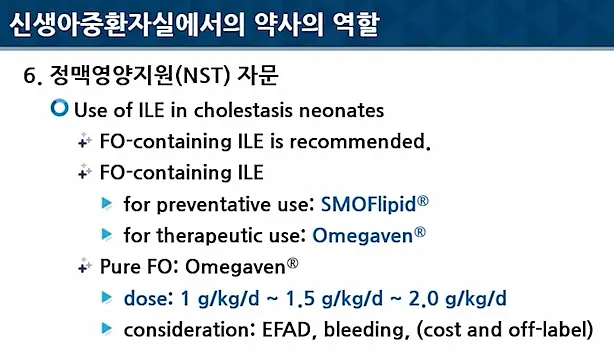 신생아중환자실에서의 약사의 역할
6. 정맥영양지원(NST) 자문
Use of ILE in cholestasis neonates
FO-containing ILE is recommended.
FO-containing ILE
for preventative use: SMOFlipid®
for therapeutic use: Omegaven®
Pure FO: Omegaven®
dose: 1 g/kg/d ~ 1.5 g/kg/d ~ 2.0 g/kg/d
consideration: EFAD, bleeding, (cost and off-label)